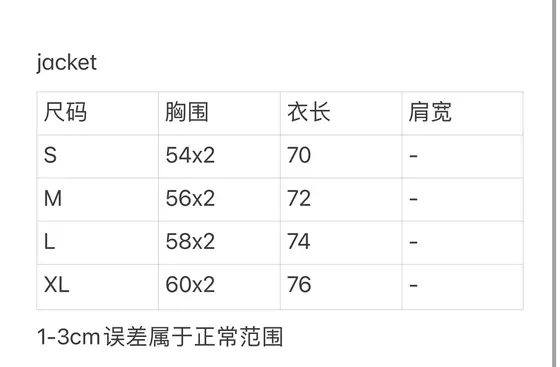 jacket
尺码 胸围 衣长 肩宽
S 54x2 70 -
M 56x2 72 -
L 58x2 74 -
XL 60x2 76 -
1-3cm误差属于正常范围